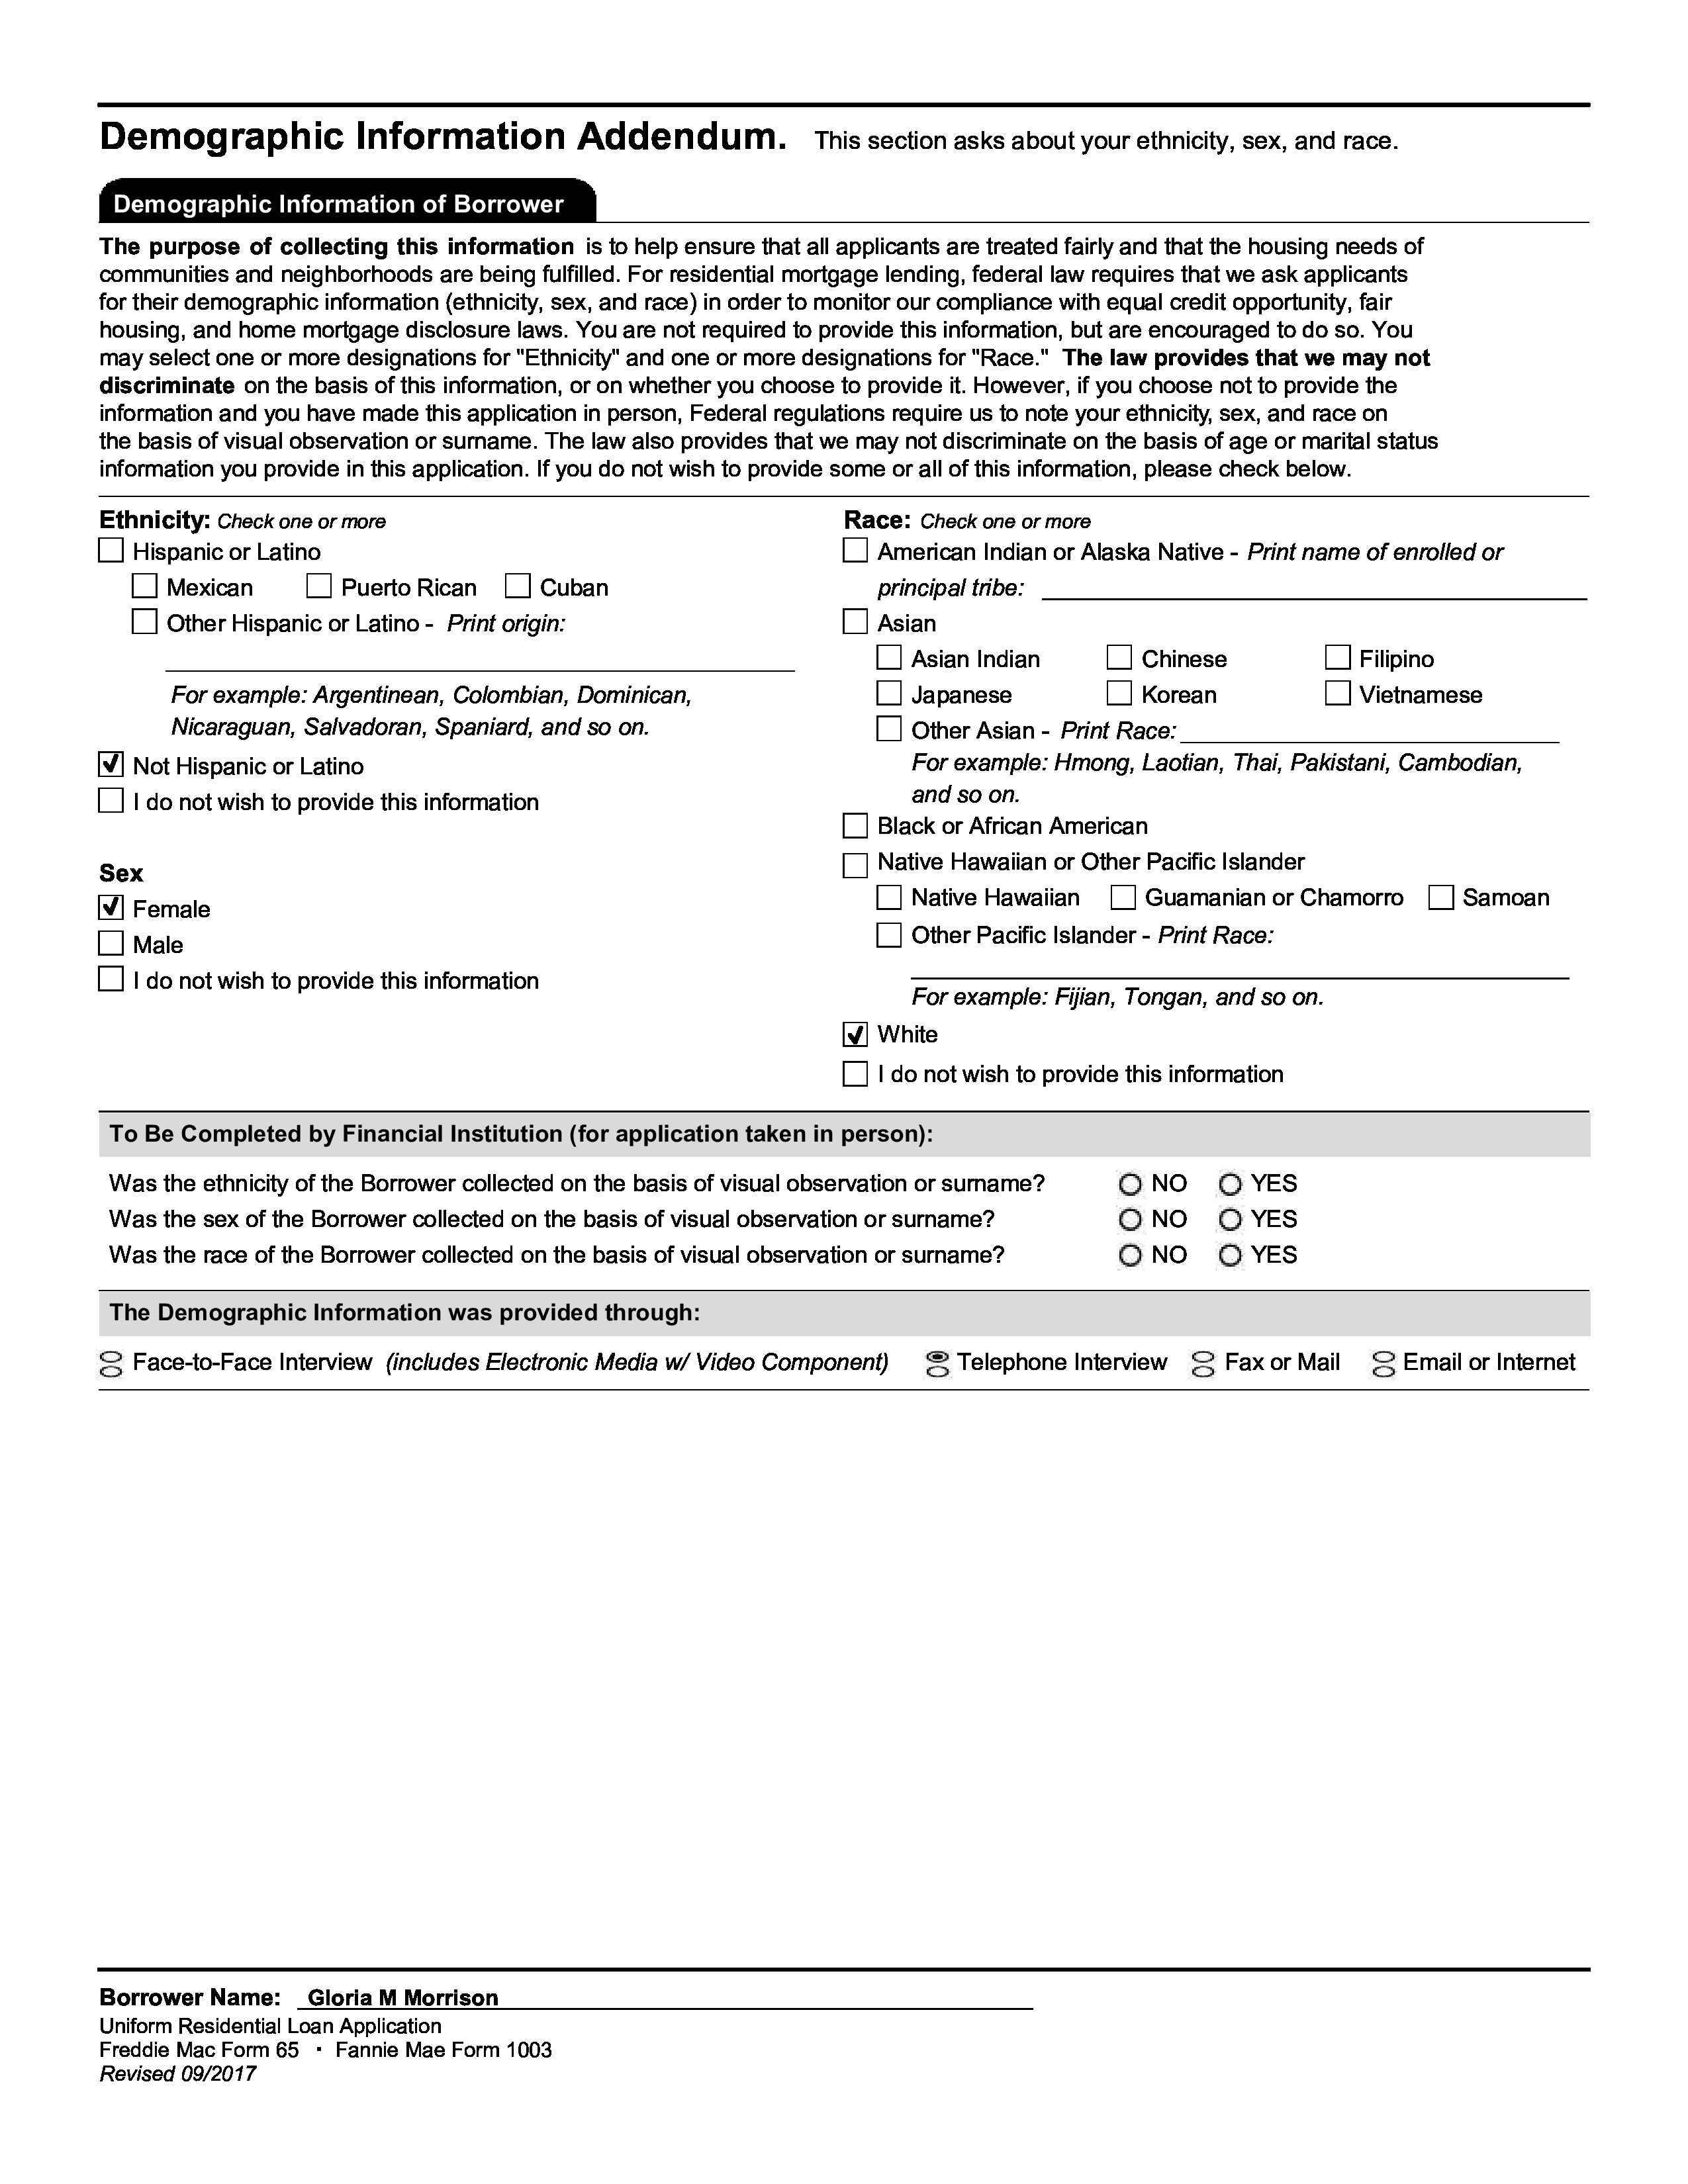 Demographic Information Addendum. This section asks about your ethnicity, sex, and race.
Demographic Information of Borrower
The purpose of collecting this information is to help ensure that all applicants are treated fairly and that the housing needs of
communities and neighborhoods are being fulfilled. For residential mortgage lending, federal law requires that we ask applicants
for their demographic information (ethnicity, sex, and race) in order to monitor our compliance with equal credit opportunity, fair
housing, and home mortgage disclosure laws. You are not required to provide this information, but are encouraged to do so. You
may select one or more designations for "Ethnicity" and one or more designations for "Race." The law provides that we may not
discriminate on the basis of this information, or on whether you choose to provide it. However, if you choose not to provide the
information and you have made this application in person, Federal regulations require us to note your ethnicity, sex, and race on
the basis of visual observation or surname. The law also provides that we may not discriminate on the basis of age or marital status
information you provide in this application. If you do not wish to provide some or all of this information, please check below.
Ethnicity: Check one or more
Hispanic or Latino
Mexican Puerto Rican Cuban
Other Hispanic or Latino - Print origin:
For example: Argentinean, Colombian, Dominican,
Nicaraguan, Salvadoran, Spaniard, and so on.
Not Hispanic or Latino
I do not wish to provide this information
Sex
Female
Male
I do not wish to provide this information
Race: Check one or more
American Indian or Alaska Native - Print name of enrolled or
principal tribe:
Asian
Asian Indian Chinese Filipino
Japanese Korean Vietnamese
Other Asian - Print Race:
For example: Hmong, Laotian, Thai, Pakistani, Cambodian,
and so on.
Black or African American
Native Hawaiian or Other Pacific Islander
Native Hawaiian Guamanian or Chamorro Samoan
Other Pacific Islander - Print Race:
For example: Fijian, Tongan, and so on.
White
I do not wish to provide this information
To Be Completed by Financial Institution (for application taken in person):
Was the ethnicity of the Borrower collected on the basis of visual observation or surname? NO YES
Was the sex of the Borrower collected on the basis of visual observation or surname? NO YES
Was the race of the Borrower collected on the basis of visual observation or surname? NO YES
The Demographic Information was provided through:
Face-to-Face Interview (includes Electronic Media w/ Video Component) Telephone Interview Fax or Mail Email or Internet
Borrower Name: Gloria M Morrison
Uniform Residential Loan Application
Freddie Mac Form 65 · Fannie Mae Form 1003
Revised 09/2017